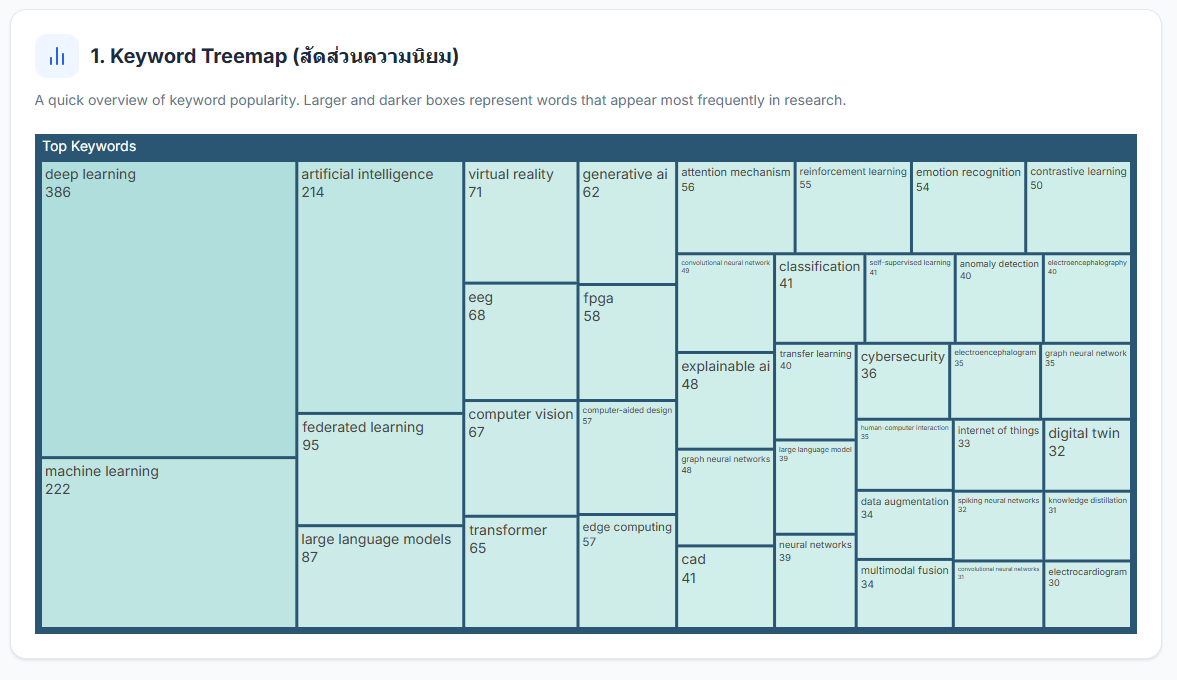 1. Keyword Treemap (สัดส่วนความนิยม)
A quick overview of keyword popularity. Larger and darker boxes represent words that appear most frequently in research.
Top Keywords
deep learning
386
machine learning
222
artificial intelligence
214
federated learning
95
large language models
87
virtual reality
71
eeg
68
computer vision
67
transformer
65
generative ai
62
fpga
58
computer-aided design
57
edge computing
57
attention mechanism
56
reinforcement learning
55
emotion recognition
54
contrastive learning
50
convolutional neural network
49
explainable ai
48
graph neural networks
48
cad
41
classification
41
self-supervised learning
41
anomaly detection
40
electroencephalography
40
transfer learning
40
large language model
39
neural networks
39
cybersecurity
36
electroencephalogram
35
graph neural network
35
human-computer interaction
35
data augmentation
34
multimodal fusion
34
internet of things
33
digital twin
32
spiking neural networks
32
knowledge distillation
31
convolutional neural networks
31
electrocardiogram
30